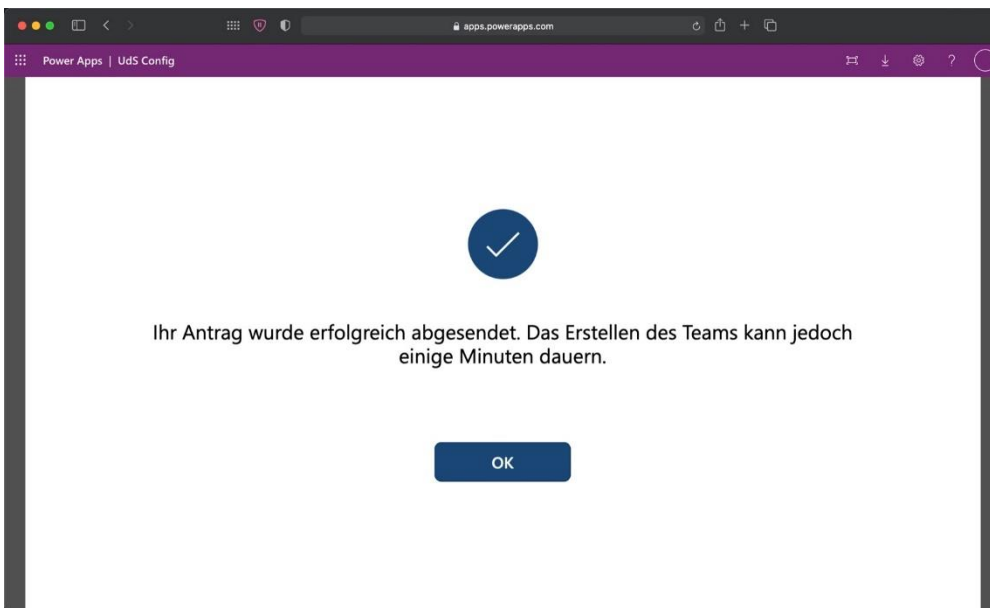 apps.powerapps.com
Power Apps | UdS Config
?
Ihr Antrag wurde erfolgreich abgesendet. Das Erstellen des Teams kann jedoch
einige Minuten dauern.
OK